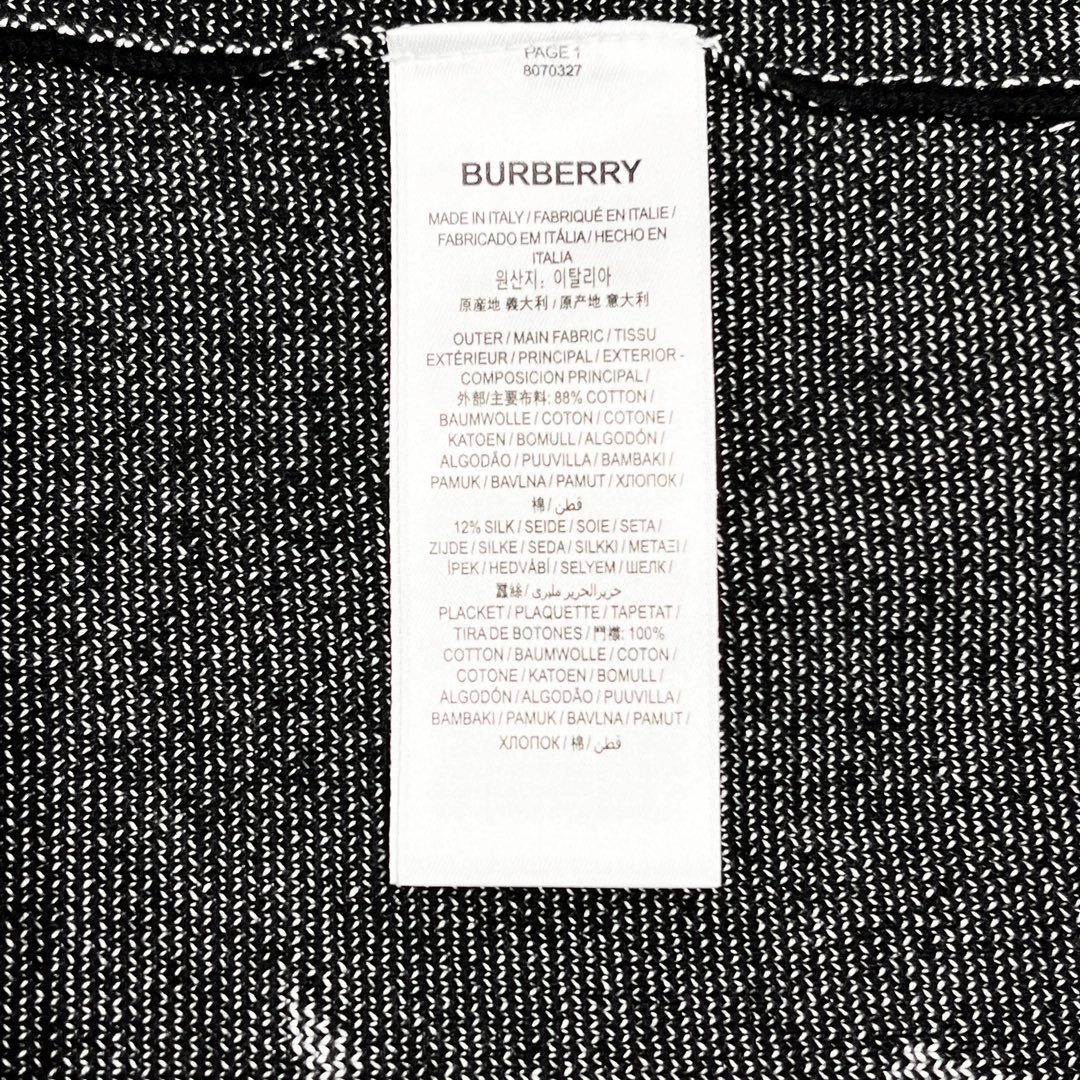 PAGE 1
8070327
BURBERRY
MADE IN ITALY / FABRIQUÉ EN ITALIE /
FABRICADO EM ITÁLIA / HECHO EN
ITALIA
원산지: 이탈리아
原産地 義大利 / 原产地 意大利
OUTER / MAIN FABRIC / TISSU
EXTÉRIEUR / PRINCIPAL / EXTERIOR -
COMPOSICION PRINCIPAL /
外部/主要布料: 88% COTTON /
BAUMWOLLE / COTON / COTONE /
KATOEN / BOMULL / ALGODÓN /
ALGODÃO / PUUVILLA / BAMBAKI /
PAMUK / BAVLNA / PAMUT / ХЛОПОК /
棉 / قطن
12% SILK / SEIDE / SOIE / SETA /
ZIJDE / SILKE / SEDA / SILKKI / ΜΕΤΑΞΙ /
İPEK / HEDVÁBÍ / SELYEM / ШЕЛК /
蠶絲 / حرير/الحرير مليري
PLACKET / PLAQUETTE / TAPETAT /
TIRA DE BOTONES / 門襟: 100%
COTTON / BAUMWOLLE / COTON /
COTONE / KATOEN / BOMULL /
ALGODÓN / ALGODÃO / PUUVILLA /
BAMBAKI / PAMUK / BAVLNA / PAMUT /
ХЛОПОК / 棉 / قطن